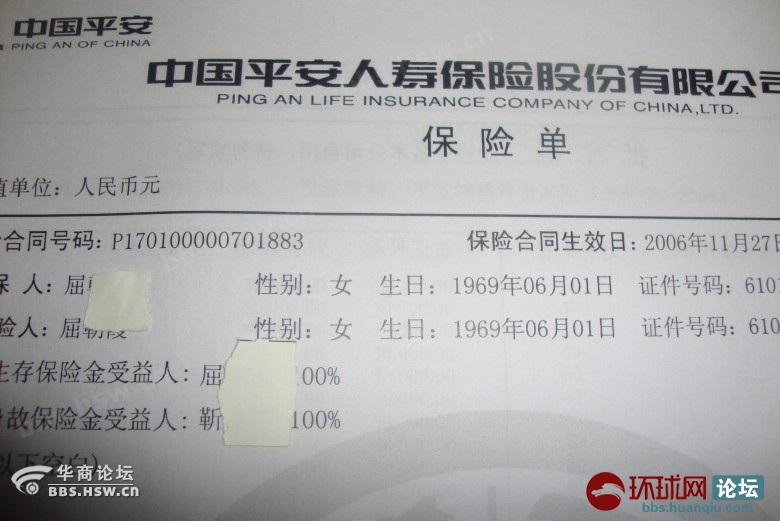 中国平安
PING AN OF CHINA
中国平安人寿保险股份有限公司
PING AN LIFE INSURANCE COMPANY OF CHINA,LTD.
保 险 单
值单位：人民币元
合同号码：P170100000701883 保险合同生效日：2006年11月27日
保 人：屈 性别：女 生日：1969年06月01日 证件号码：610
险人：屈 性别：女 生日：1969年06月01日 证件号码：610
生存保险金受益人：屈 100%
身故保险金受益人：靳 100%
以下空白)
华商论坛
BBS.HSW.CN
环球网 论坛
bbs.huanqiu.com